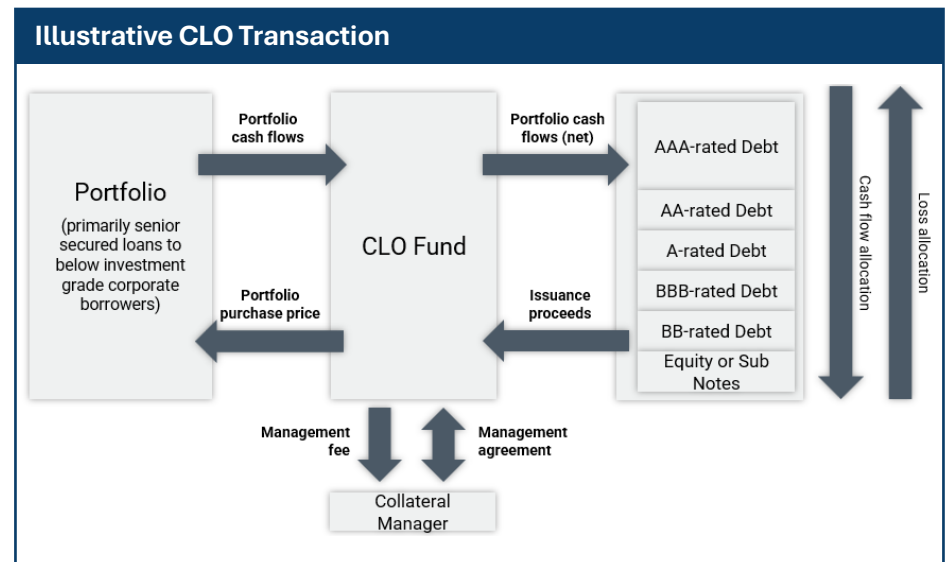 Illustrative CLO Transaction
Portfolio
(primarily senior
secured loans to
below investment
grade corporate
borrowers)
Portfolio
cash flows
Portfolio
purchase price
CLO Fund
Portfolio cash
flows (net)
Issuance
proceeds
AAA-rated Debt
AA-rated Debt
A-rated Debt
BBB-rated Debt
BB-rated Debt
Equity or Sub
Notes
Cash flow allocation
Loss allocation
Management
fee
Management
agreement
Collateral
Manager